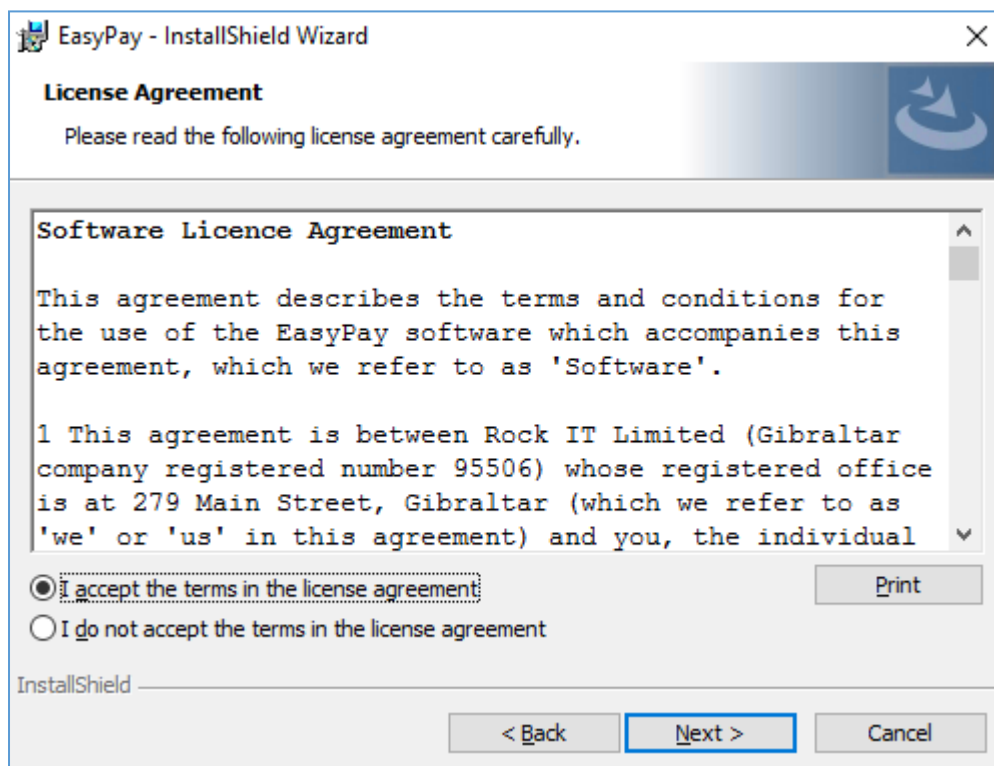 EasyPay - InstallShield Wizard
License Agreement
Please read the following license agreement carefully.
Software Licence Agreement
This agreement describes the terms and conditions for
the use of the EasyPay software which accompanies this
agreement, which we refer to as 'Software'.
1 This agreement is between Rock IT Limited (Gibraltar
company registered number 95506) whose registered office
is at 279 Main Street, Gibraltar (which we refer to as
'we' or 'us' in this agreement) and you, the individual
I accept the terms in the license agreement
Print
I do not accept the terms in the license agreement
InstallShield
< Back
Next >
Cancel